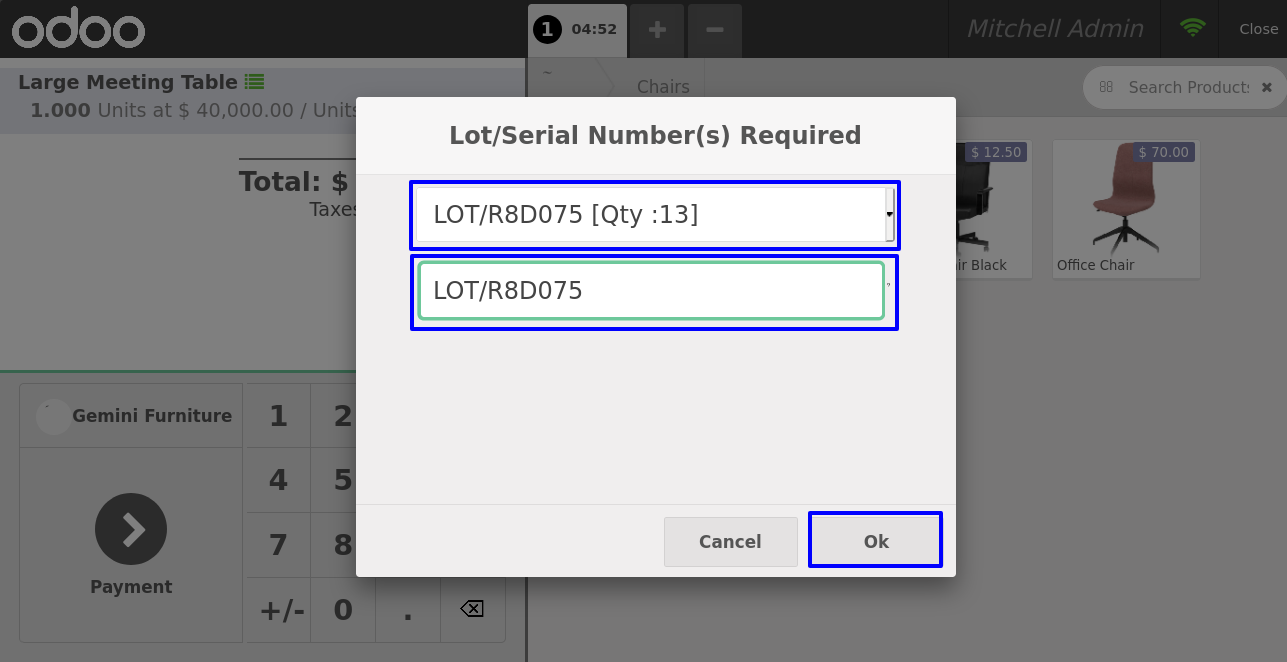 odoo
1 04:52 + −
Mitchell Admin
Close
Large Meeting Table
1.000 Units at $ 40,000.00 / Units
~ Chairs
Search Products ✖
Total: $
Taxes
Lot/Serial Number(s) Required
LOT/R8D075 [Qty :13]
LOT/R8D075
$ 12.50
$ 70.00
Office Chair
Gemini Furniture
1 2
4 5
7 8
+/- 0 .
Payment
Cancel
Ok